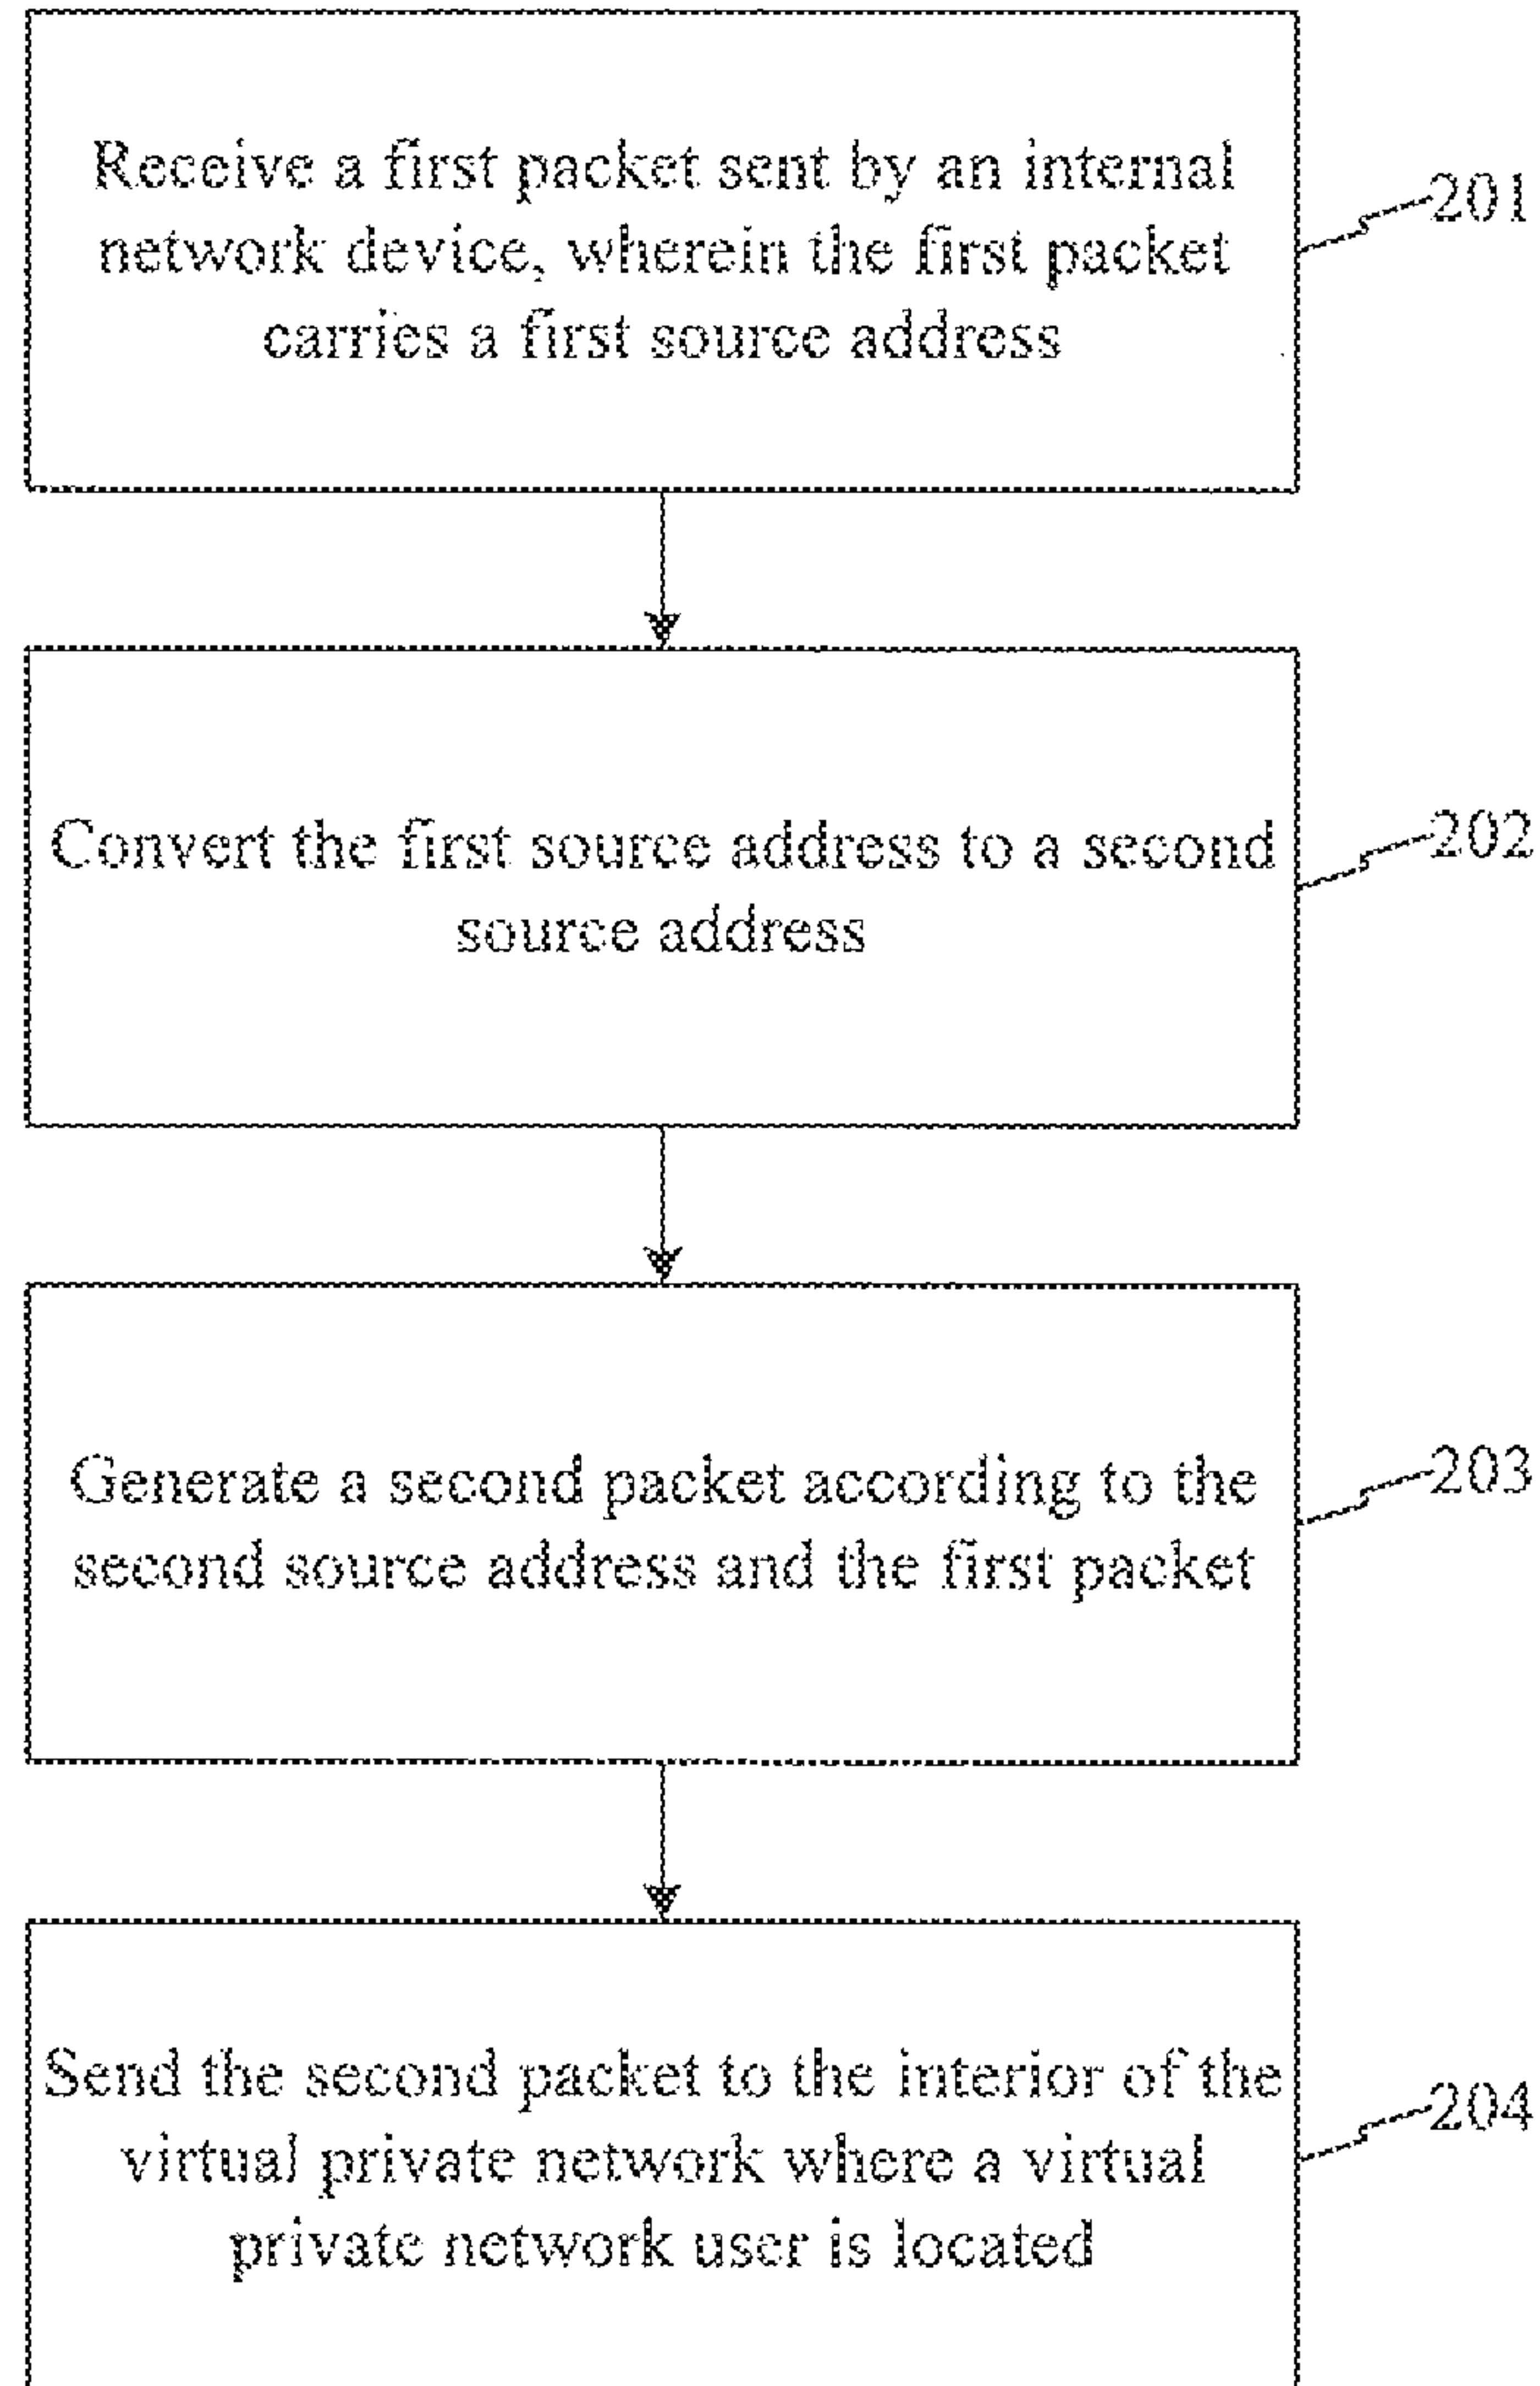 Receive a first packet sent by an internal
network device, wherein the first packet
carries a first source address
201
Convert the first source address to a second
source address
202
Generate a second packet according to the
second source address and the first packet
203
Send the second packet to the interior of the
virtual private network where a virtual
private network user is located
204